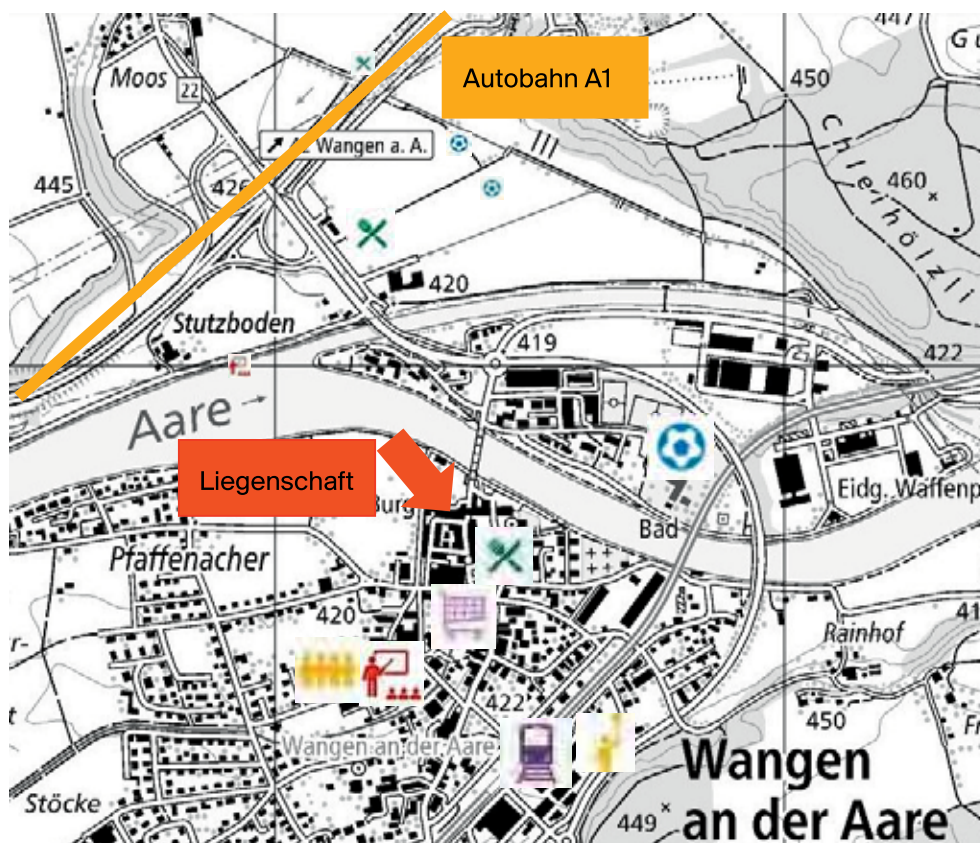 447
Autobahn A1
Moos
22
450
Wangen a. A.
Chlerihölzli
445
426
460
420
Stutzboden
419
422
Aare
Liegenschaft
Burg
Eidg. Waffenp
Bad
Pfaffenacher
420
Rainhof
422
450
Wangen an der Aare
Wangen
an der Aare
Stöcke
449